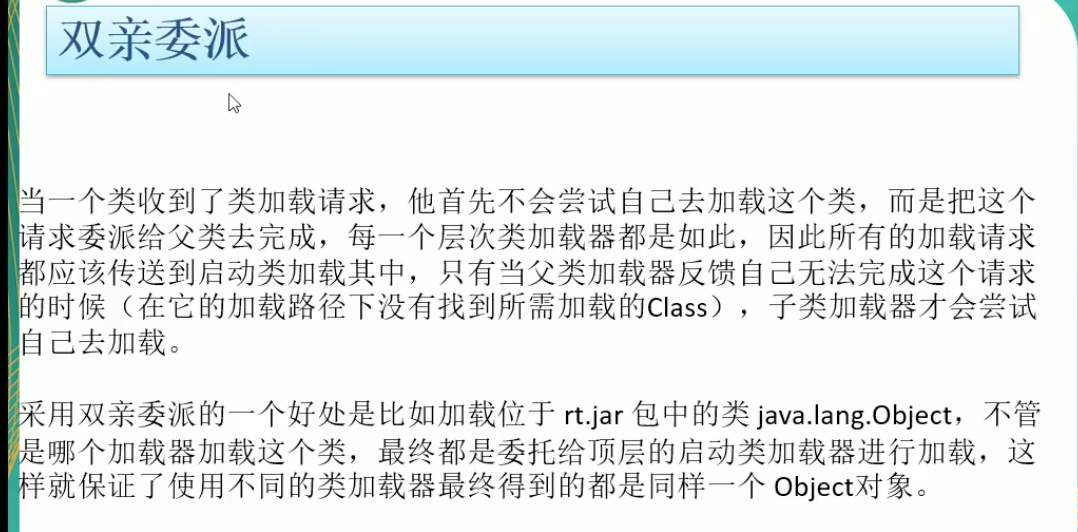 双亲委派
当一个类收到了类加载请求，他首先不会尝试自己去加载这个类，而是把这个
请求委派给父类去完成，每一个层次类加载器都是如此，因此所有的加载请求
都应该传送到启动类加载其中，只有当父类加载器反馈自己无法完成这个请求
的时候（在它的加载路径下没有找到所需加载的Class），子类加载器才会尝试
自己去加载。
采用双亲委派的一个好处是比如加载位于 rt.jar 包中的类 java.lang.Object，不管
是哪个加载器加载这个类，最终都是委托给顶层的启动类加载器进行加载，这
样就保证了使用不同的类加载器最终得到的都是同样一个 Object对象。